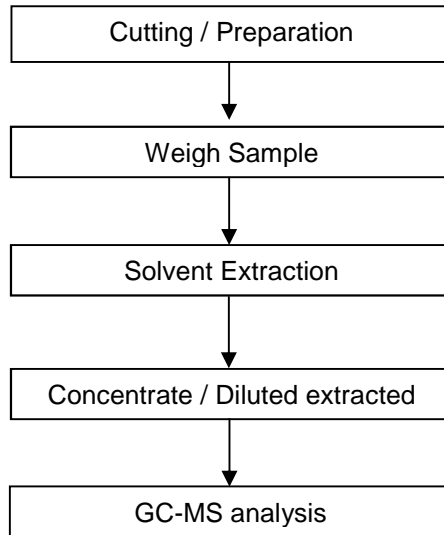 Cutting / Preparation
Weigh Sample
Solvent Extraction
Concentrate / Diluted extracted
GC-MS analysis